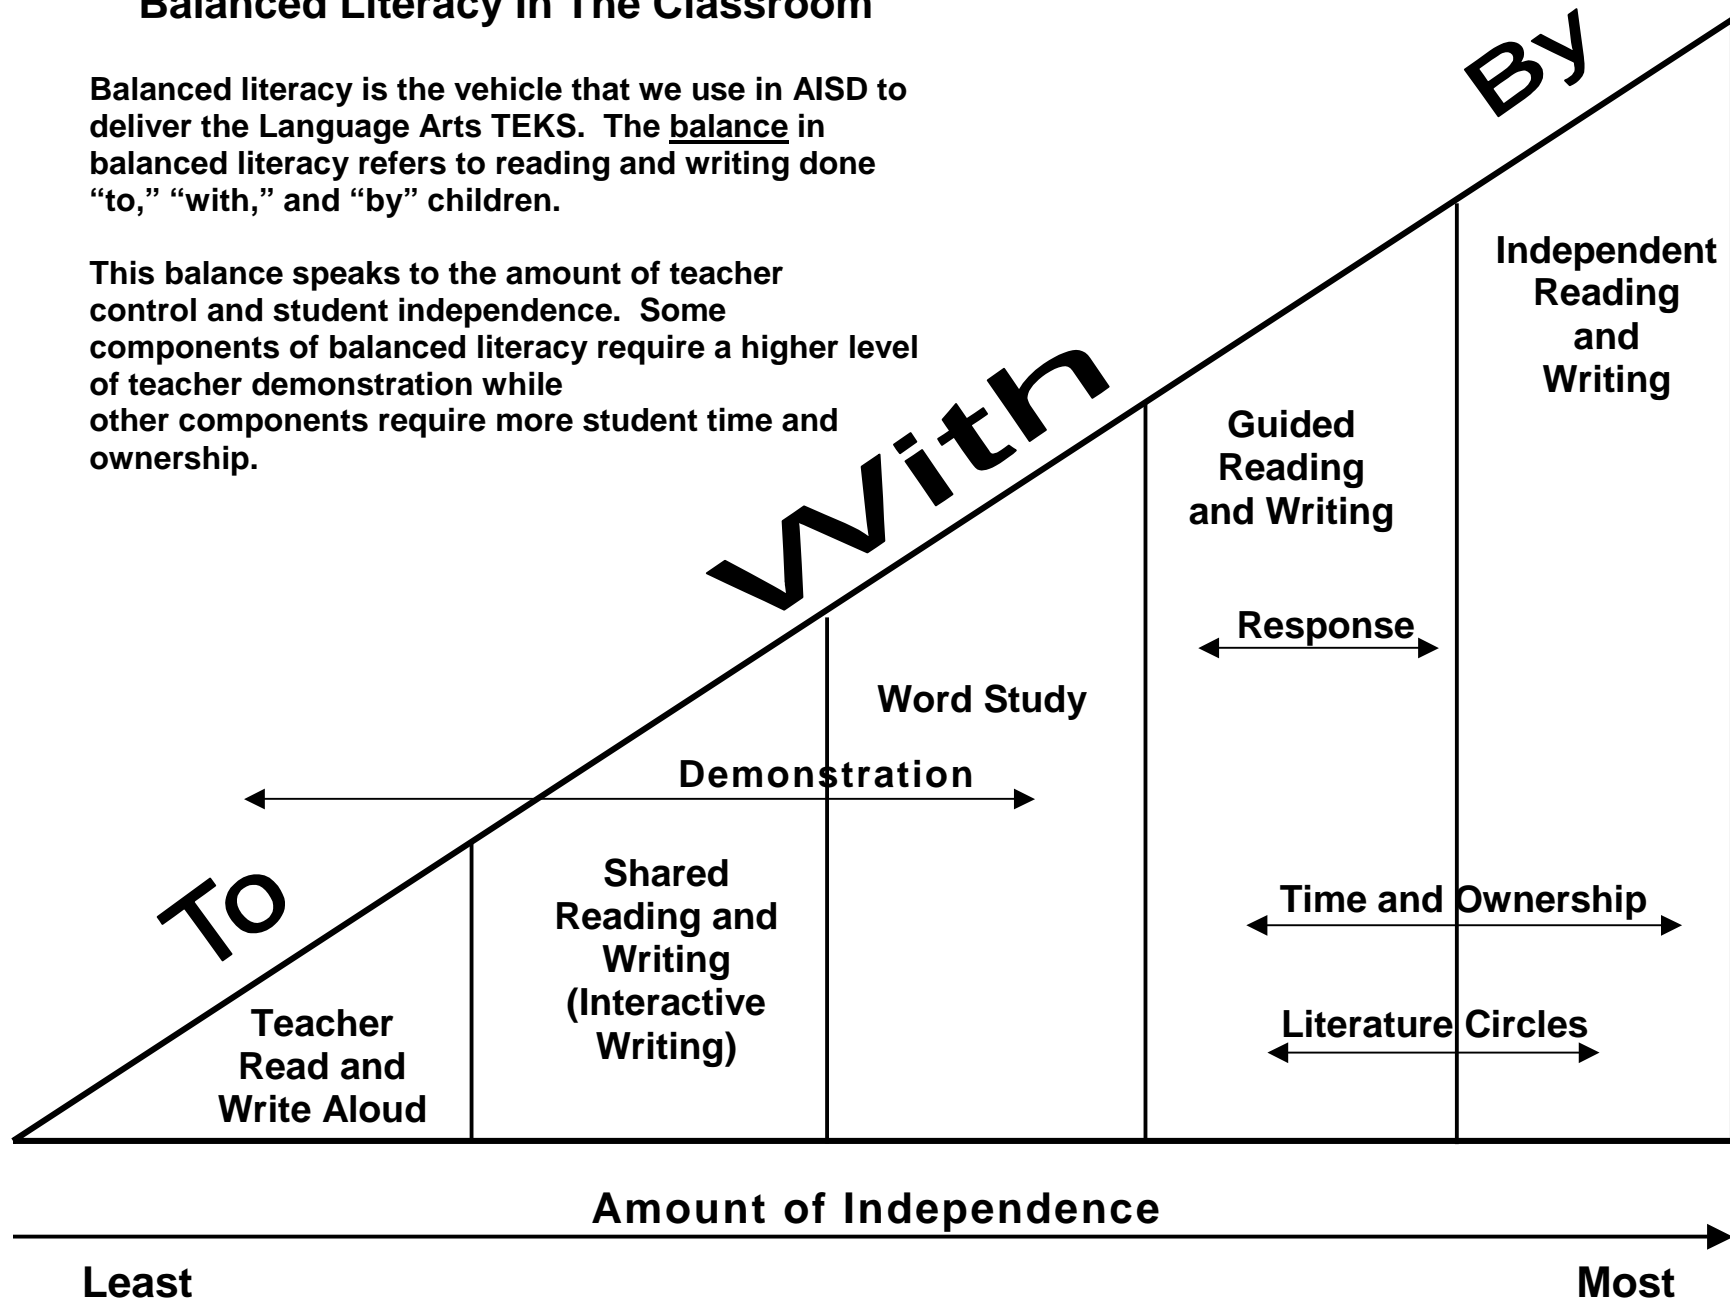 Balanced Literacy In The Classroom
Balanced literacy is the vehicle that we use in AISD to
deliver the Language Arts TEKS.  The balance in
balanced literacy refers to reading and writing done
“to,” “with,” and “by” children.
This balance speaks to the amount of teacher
control and student independence.  Some
components of balanced literacy require a higher level
of teacher demonstration while
other components require more student time and
ownership.
To
With
By
Teacher
Read and
Write Aloud
Shared
Reading and
Writing
(Interactive
Writing)
Word Study
Demonstration
Guided
Reading
and Writing
Response
Independent
Reading
and
Writing
Time and Ownership
Literature Circles
Amount of Independence
Least
Most